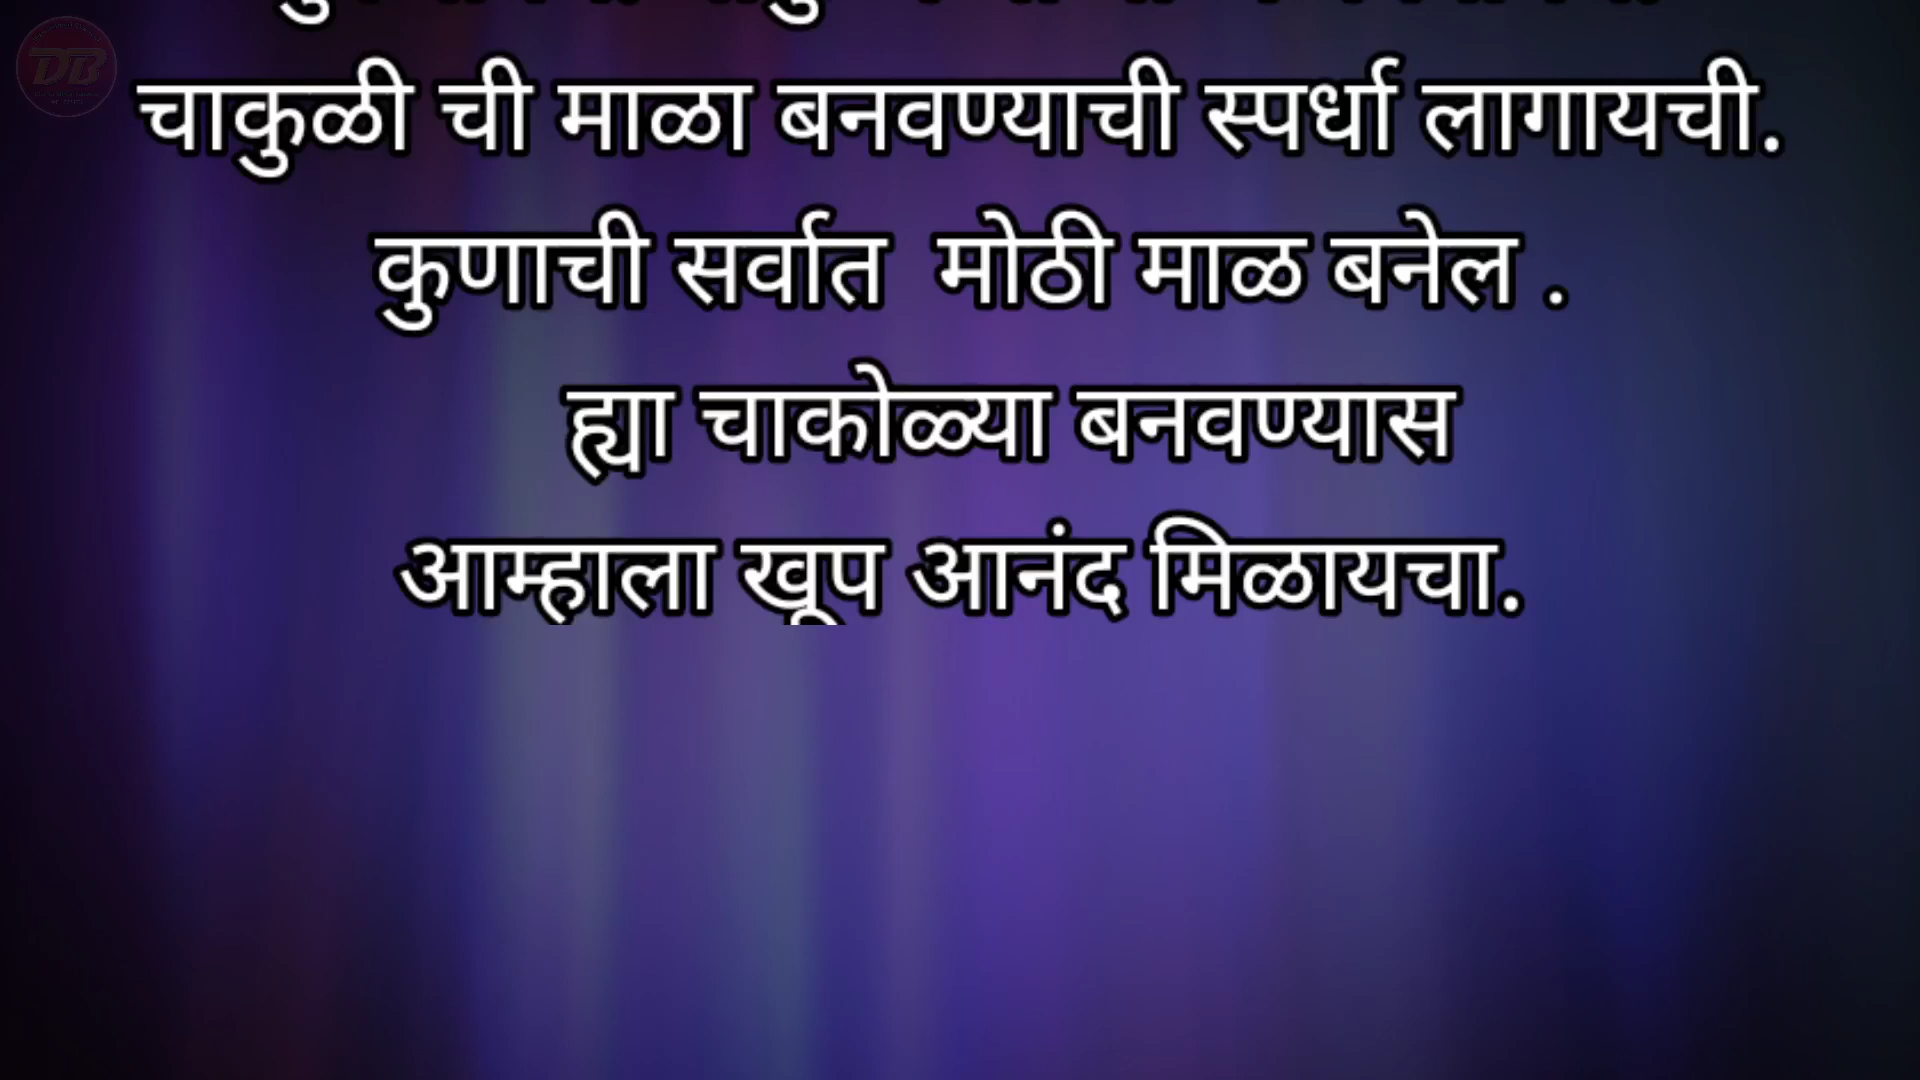 चाकुळी ची माळा बनवण्याची स्पर्धा लागायची.
कुणाची सर्वात मोठी माळ बनेल .
ह्या चाकोळ्या बनवण्यास
आम्हाला खूप आनंद मिळायचा.